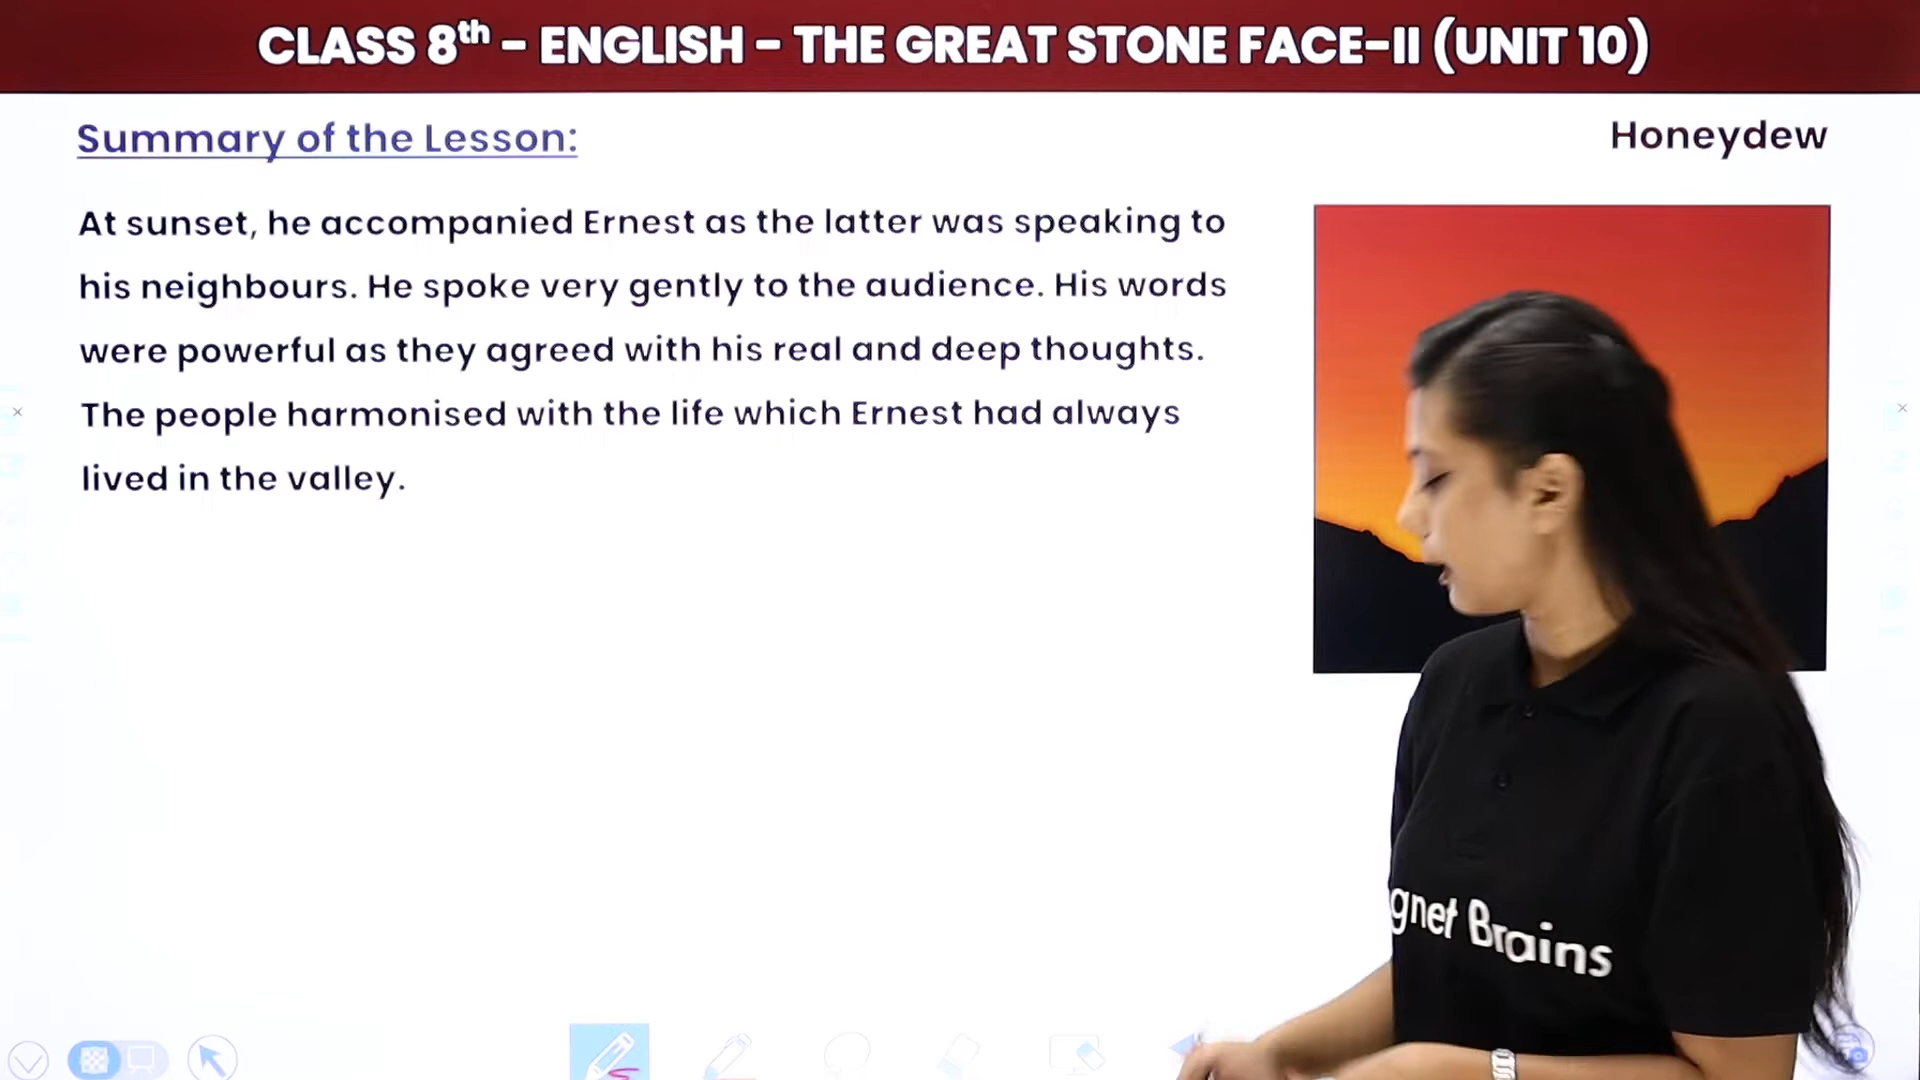 CLASS 8th – ENGLISH – THE GREAT STONE FACE–II (UNIT 10)
Summary of the Lesson:
Honeydew
At sunset, he accompanied Ernest as the latter was speaking to
his neighbours. He spoke very gently to the audience. His words
were powerful as they agreed with his real and deep thoughts.
The people harmonised with the life which Ernest had always
lived in the valley.
gnet Brains